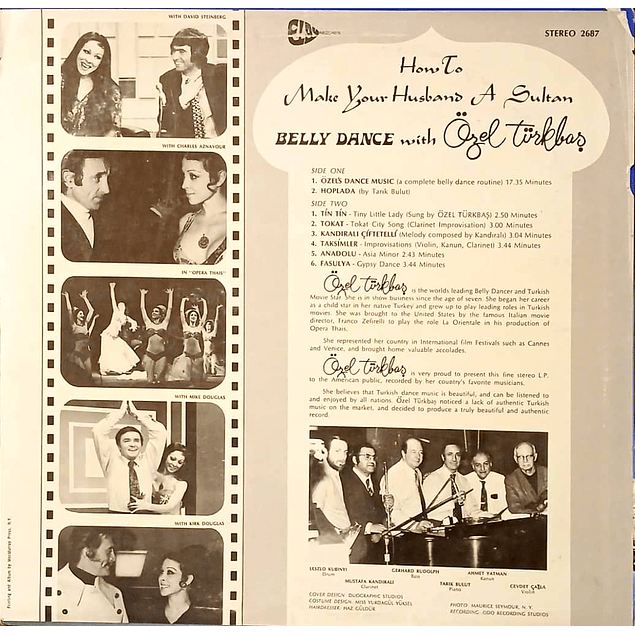 WITH DAVID STEINBERG
WITH CHARLES AZNAVOUR
IN "OPERA THAIS"
WITH MIKE DOUGLAS
WITH KIRK DOUGLAS
STEREO 2687
How To
Make Your Husband A Sultan
BELLY DANCE with Özel Türkbaş
SIDE ONE
1. ÖZEL'S DANCE MUSIC (a complete belly dance routine) 17.35 Minutes
2. HOPLADA (by Tarık Bulut)
SIDE TWO
1. TİN TİN - Tiny Little Lady (Sung by ÖZEL TÜRKBAŞ) 2.50 Minutes
2. TOKAT - Tokat City Song (Clarinet Improvisation) 3.00 Minutes
3. KANDIRALI ÇİFTETELLİ (Melody composed by Kandıralı) 3.04 Minutes
4. TAKSİMLER - Improvisations (Violin, Kanun, Clarinet) 3.44 Minutes
5. ANADOLU - Asia Minor 2.43 Minutes
6. FASULYA - Gypsy Dance 3.44 Minutes
Özel Türkbaş is the worlds leading Belly Dancer and Turkish
Movie Star. She is in show business since the age of seven. She began her career
as a child star in her native Turkey and grew up to play leading roles in Turkish
movies. She was brought to the United States by the famous Italian movie
director, Franco Zefirelli to play the role La Orientale in his production of
Opera Thais.
She represented her country in International film Festivals such as Cannes
and Venice, and brought home valuable accolades.
Özel Türkbaş is very proud to present this fine stereo L.P.
to the American public, recorded by her country's favorite musicians.
She believes that Turkish dance music is beautiful, and can be listened to
and enjoyed by all nations. Özel Türkbaş noticed a lack of authentic Turkish
music on the market, and decided to produce a truly beautiful and authentic
record.
LESZLO KUBINYI
Drum
MUSTAFA KANDIRALI
Clarinet
GERHARD RUDOLPH
Bass
TARIK BULUT
Piano
AHMET YATMAN
Kanun
CEVDET ÇAĞLA
Violin
COVER DESIGN: DUOGRAPHIC STUDIOS
COSTUME DESIGN: MISS YURDAGÜL YÜKSEL
HAIRDRESSER: HAZ GÜLDÜR
PHOTO: MAURICE SEYMOUR, N. Y.
RECORDING: ODO RECORDING STUDIOS